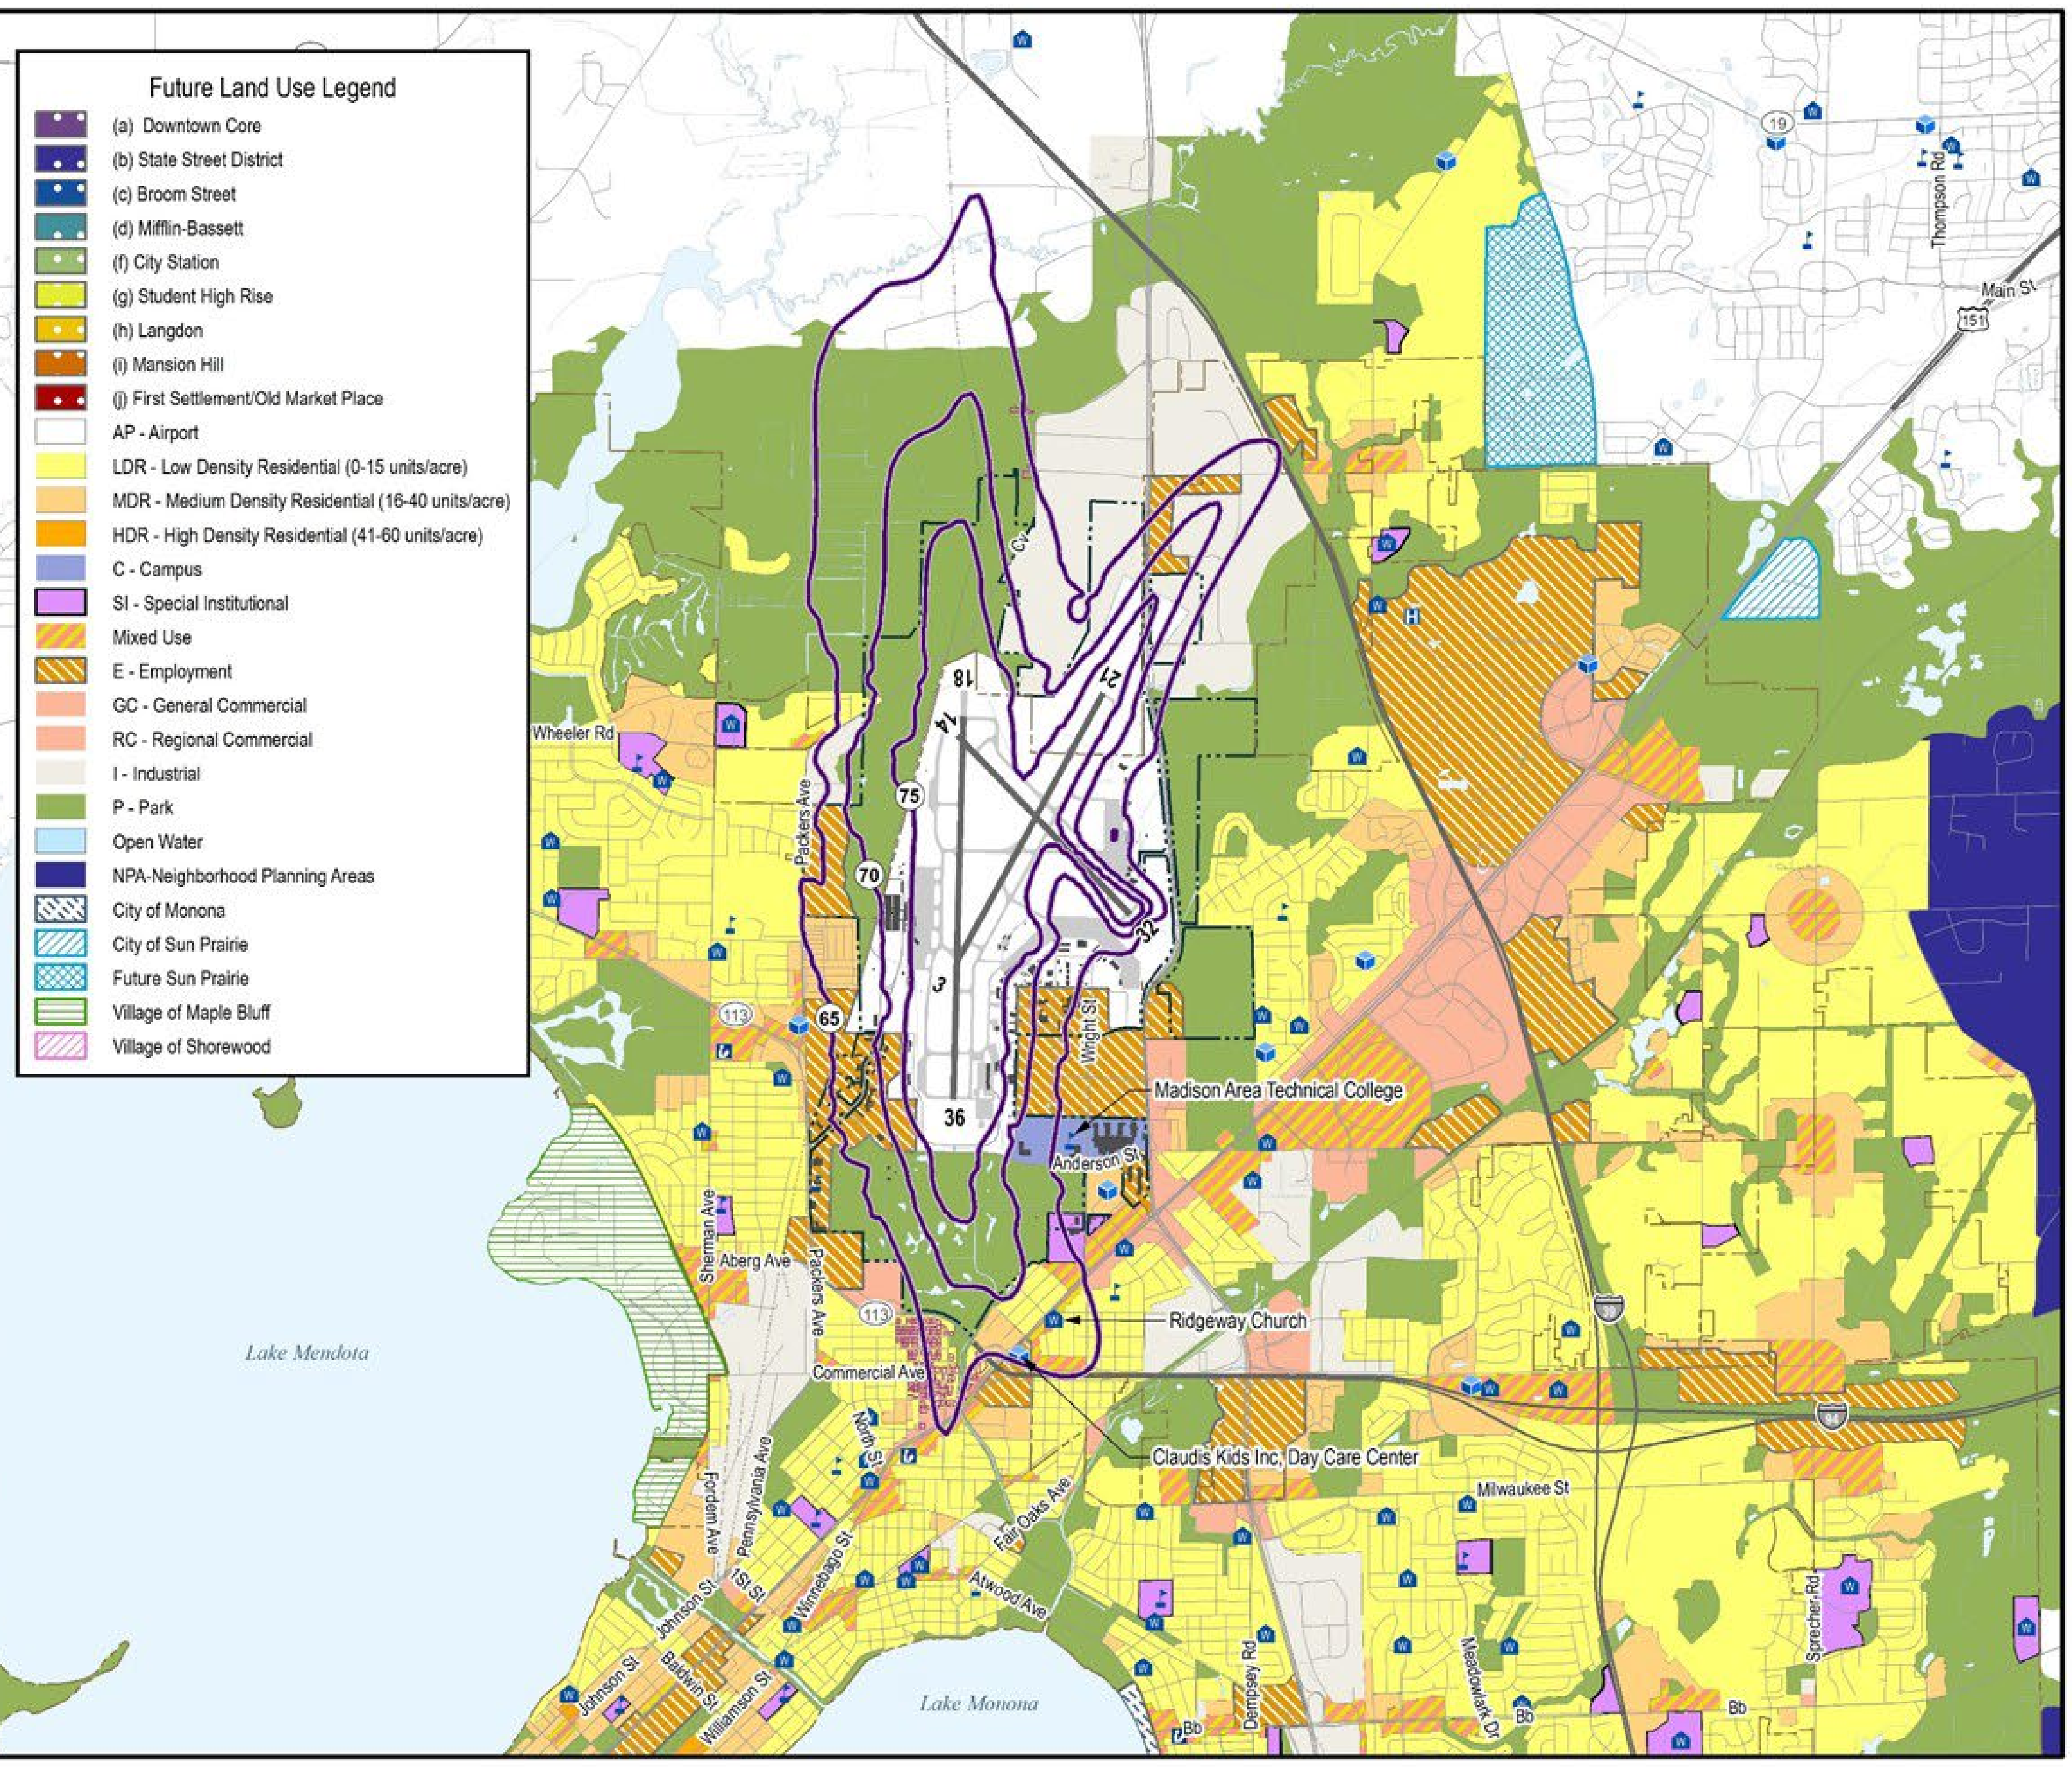 Future Land Use Legend
(a) Downtown Core
(b) State Street District
(c) Broom Street
(d) Mifflin-Bassett
(f) City Station
(g) Student High Rise
(h) Langdon
(i) Mansion Hill
(j) First Settlement/Old Market Place
AP - Airport
LDR - Low Density Residential (0-15 units/acre)
MDR - Medium Density Residential (16-40 units/acre)
HDR - High Density Residential (41-60 units/acre)
C - Campus
SI - Special Institutional
Mixed Use
E - Employment
GC - General Commercial
RC - Regional Commercial
I - Industrial
P - Park
Open Water
NPA-Neighborhood Planning Areas
City of Monona
City of Sun Prairie
Future Sun Prairie
Village of Maple Bluff
Village of Shorewood
19
Thompson Rd
Main St
151
Cv
H
18
21
14
Wheeler Rd
Packers Ave
75
70
32
3
113
65
Wright St
36
Madison Area Technical College
Anderson St
Sherman Ave
Aberg Ave
Packers Ave
113
Ridgeway Church
39
Lake Mendota
Commercial Ave
94
North St
Claudis Kids Inc, Day Care Center
Fordem Ave
Pennsylvania Ave
Milwaukee St
Fair Oaks Ave
Winnebago St
1St St
Atwood Ave
Johnson St
Sprecher Rd
Johnson St
Baldwin St
Williamson St
Lake Monona
Dempsey Rd
Meadowlark Dr
Bb
Bb
Bb